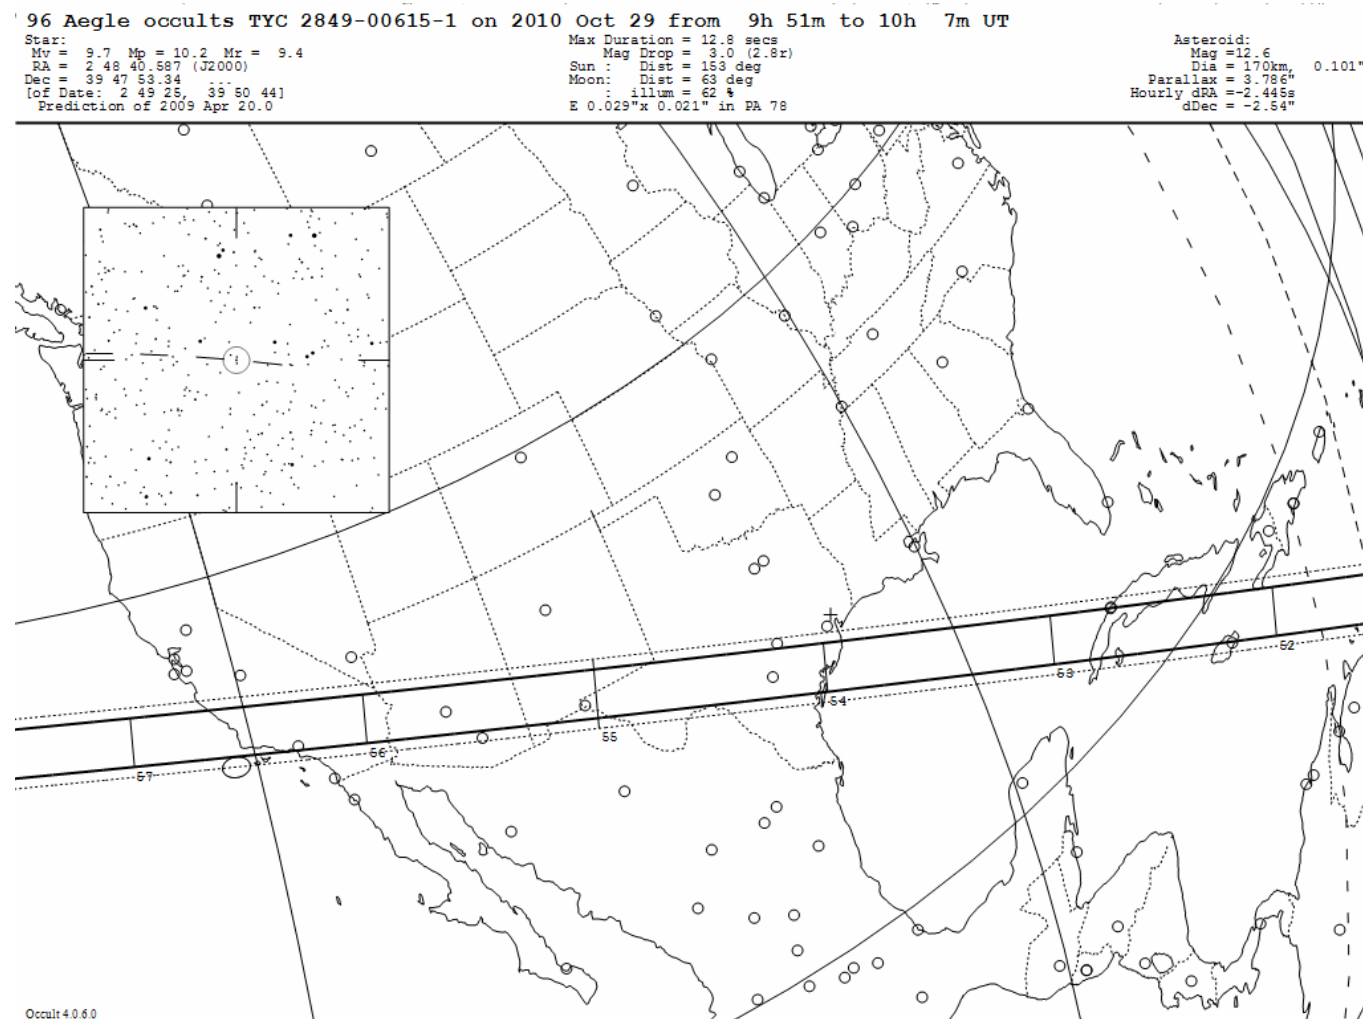 96 Aegle occults TYC 2849-00615-1 on 2010 Oct 29 from 9h 51m to 10h 7m UT
Star:
Mv = 9.7 Mp = 10.2 Mr = 9.4
RA = 2 48 40.587 (J2000)
Dec = 39 47 53.34 ...
[of Date: 2 49 25, 39 50 44]
Prediction of 2009 Apr 20.0
Max Duration = 12.8 secs
Mag Drop = 3.0 (2.8r)
Sun : Dist = 153 deg
Moon: Dist = 63 deg
: illum = 62 %
E 0.029"x 0.021" in PA 78
Asteroid:
Mag =12.6
Dia = 170km, 0.101"
Parallax = 3.786"
Hourly dRA =-2.445s
dDec = -2.54"
52
53
54
55
56
57
Occult 4.0.6.0